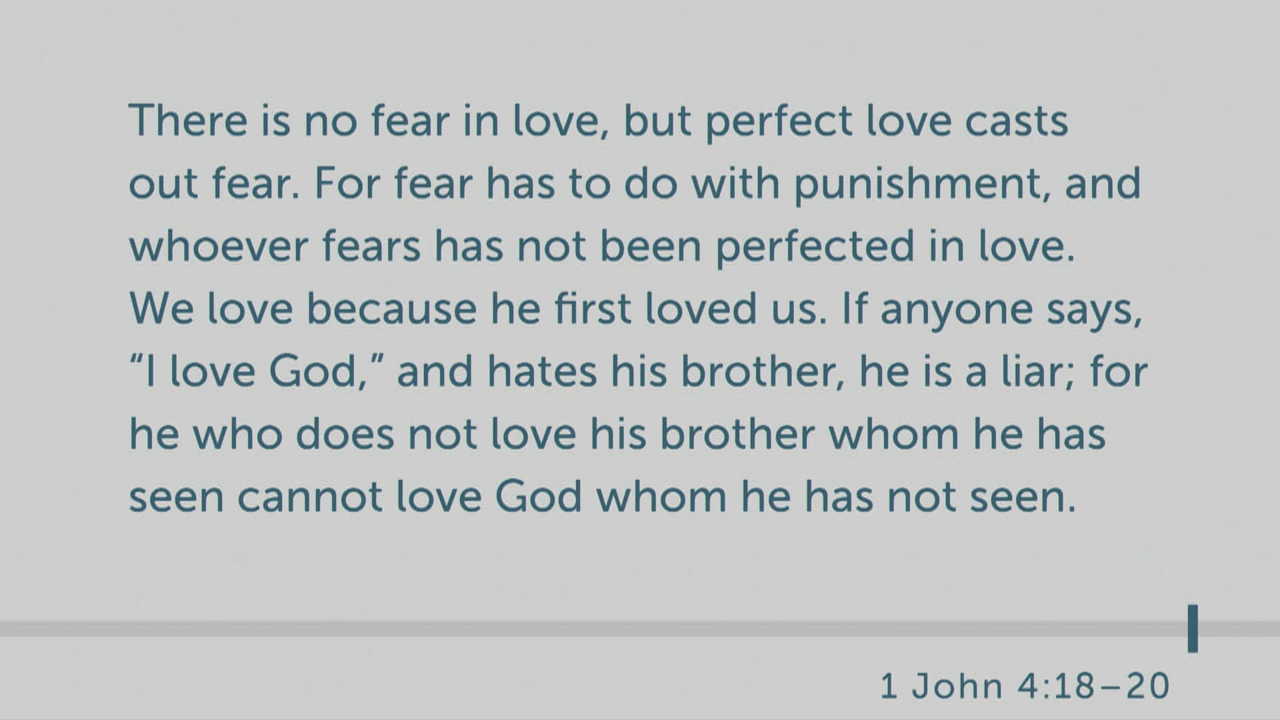 There is no fear in love, but perfect love casts
out fear. For fear has to do with punishment, and
whoever fears has not been perfected in love.
We love because he first loved us. If anyone says,
“I love God,” and hates his brother, he is a liar; for
he who does not love his brother whom he has
seen cannot love God whom he has not seen.
1 John 4:18–20